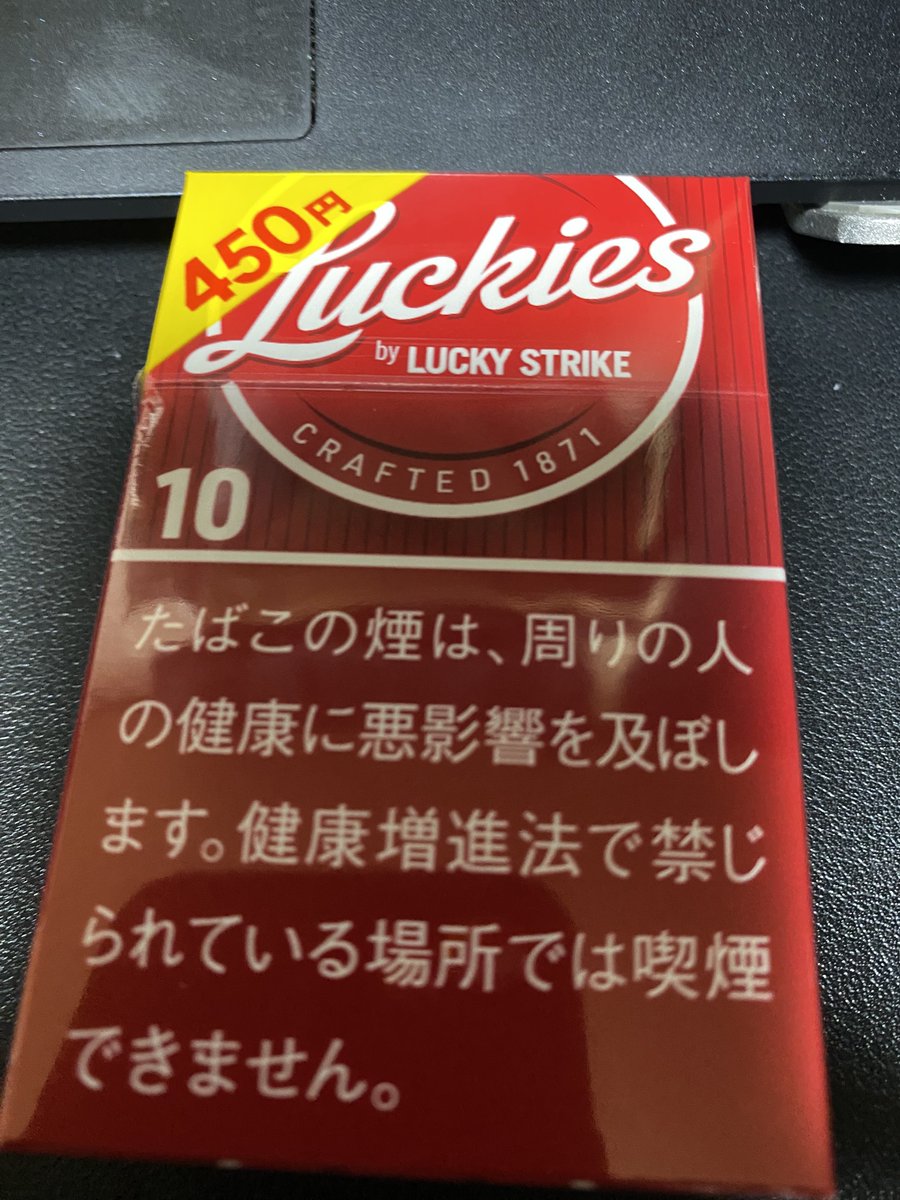 450円
Luckies
by LUCKY STRIKE
CRAFTED 1871
10
たばこの煙は、周りの人
の健康に悪影響を及ぼし
ます。健康増進法で禁じ
られている場所では喫煙
できません。